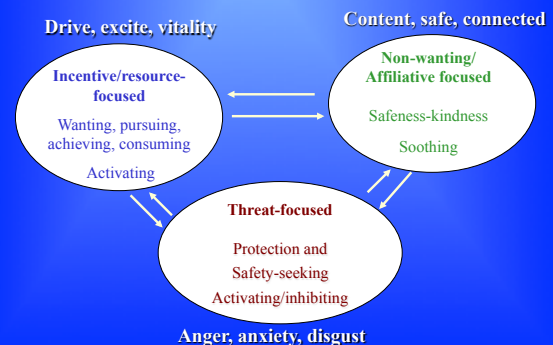 Drive, excite, vitality
Content, safe, connected
Incentive/resource-
focused
Wanting, pursuing,
achieving, consuming
Activating
Non-wanting/
Affiliative focused
Safeness-kindness
Soothing
Threat-focused
Protection and
Safety-seeking
Activating/inhibiting
Anger, anxiety, disgust